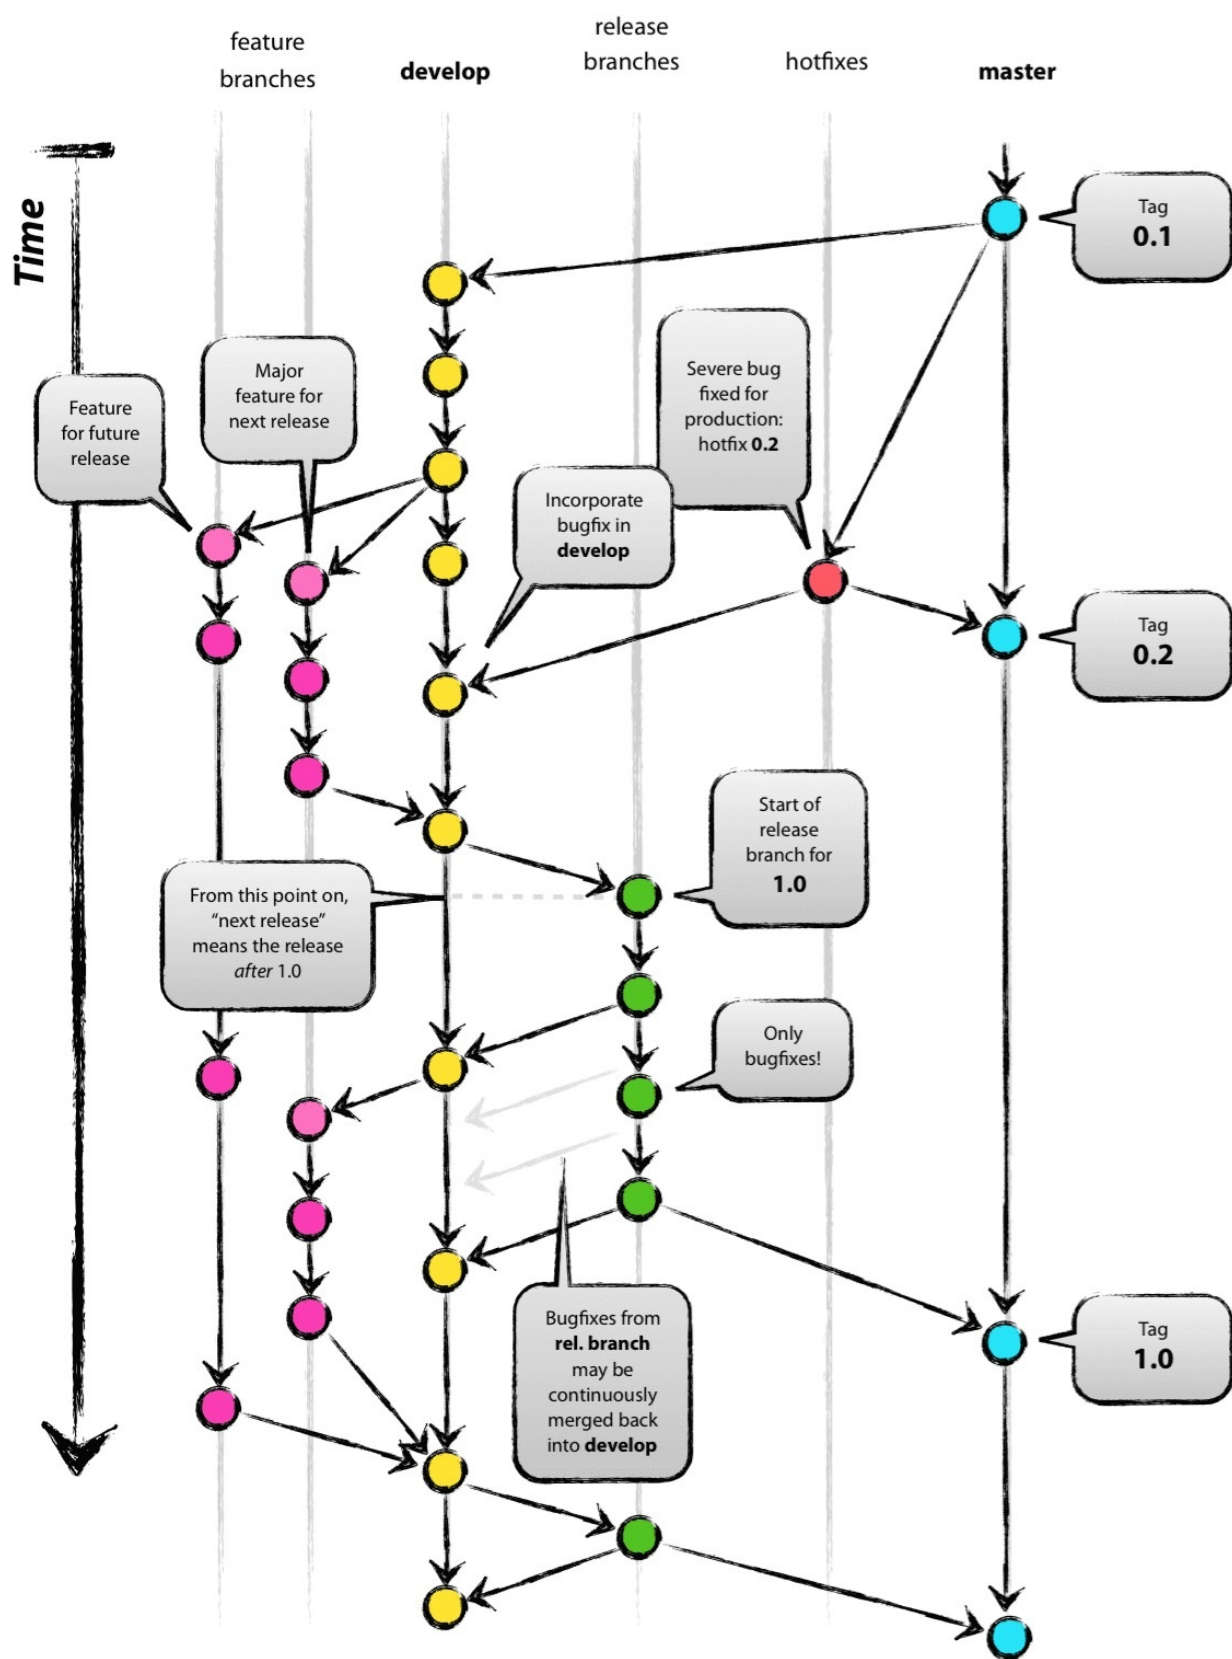 feature
branches
develop
release
branches
hotfixes
master
Time
Tag
0.1
Major
feature for
next release
Feature
for future
release
Severe bug
fixed for
production:
hotfix 0.2
Incorporate
bugfix in
develop
Tag
0.2
Start of
release
branch for
1.0
From this point on,
“next release”
means the release
after 1.0
Only
bugfixes!
Bugfixes from
rel. branch
may be
continuously
merged back
into develop
Tag
1.0